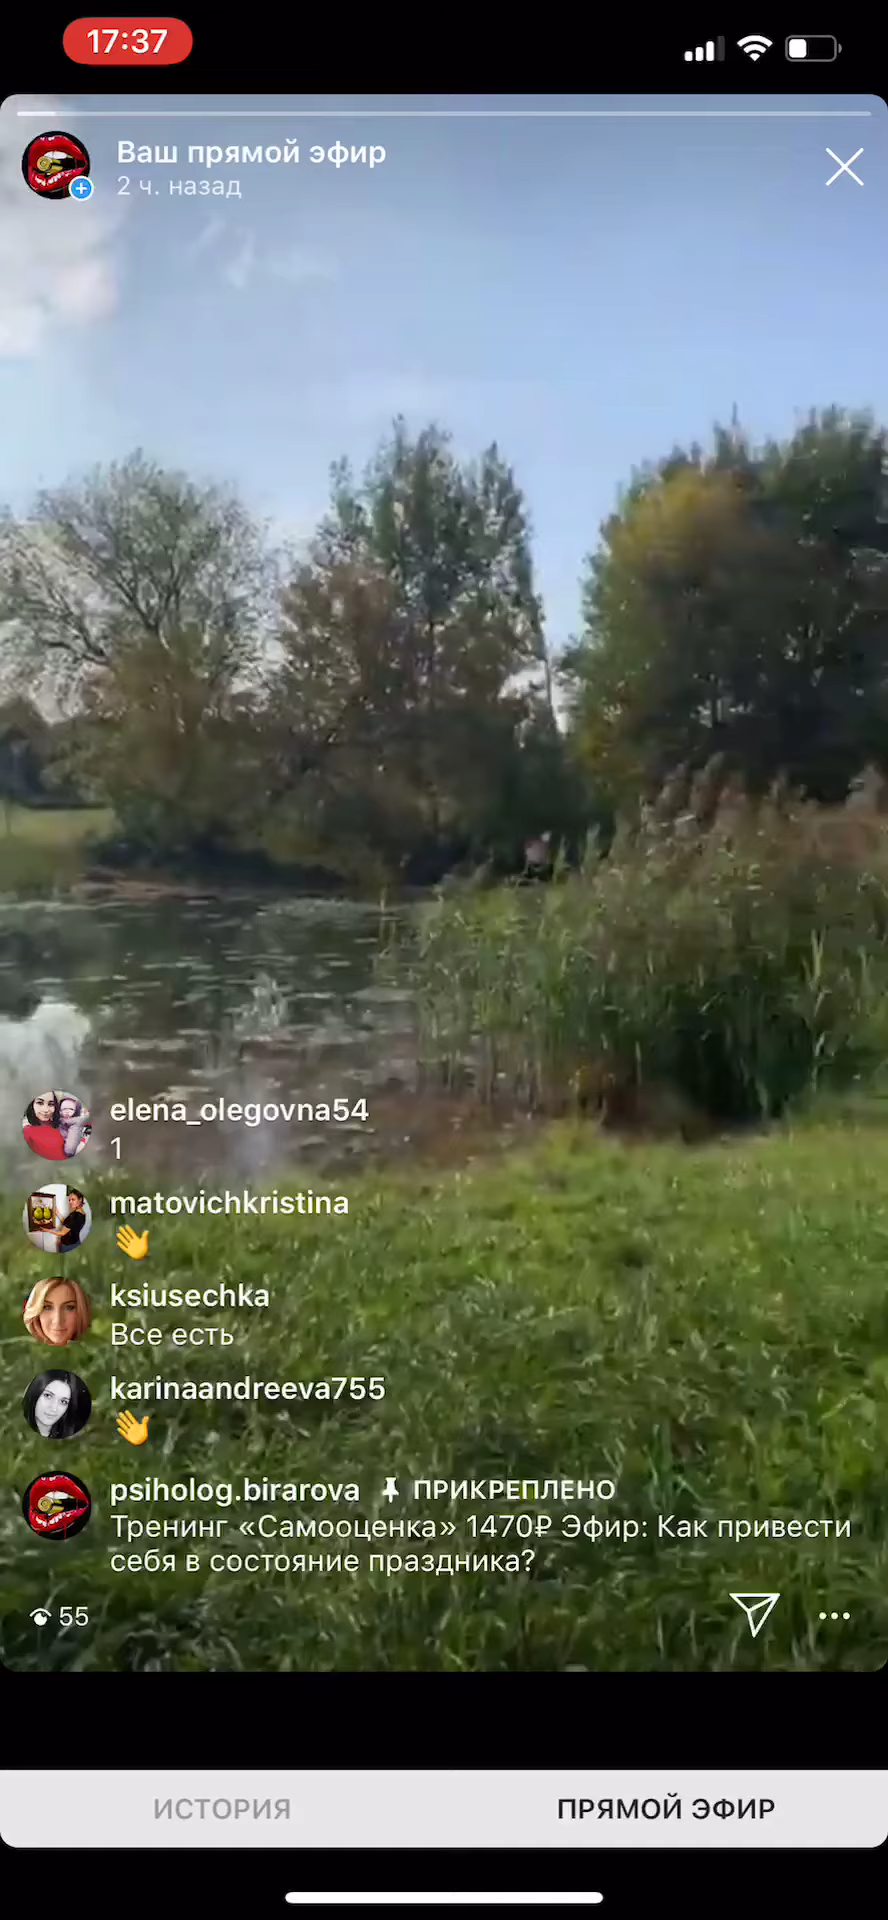 17:37
Ваш прямой эфир
2 ч. назад
elena_olegovna54
1
matovichkristina
👋
ksiusechka
Все есть
karinaandreeva755
👋
psiholog.birarova ПРИКРЕПЛЕНО
Тренинг «Самооценка» 1470₽ Эфир: Как привести
себя в состояние праздника?
55
ИСТОРИЯ
ПРЯМОЙ ЭФИР